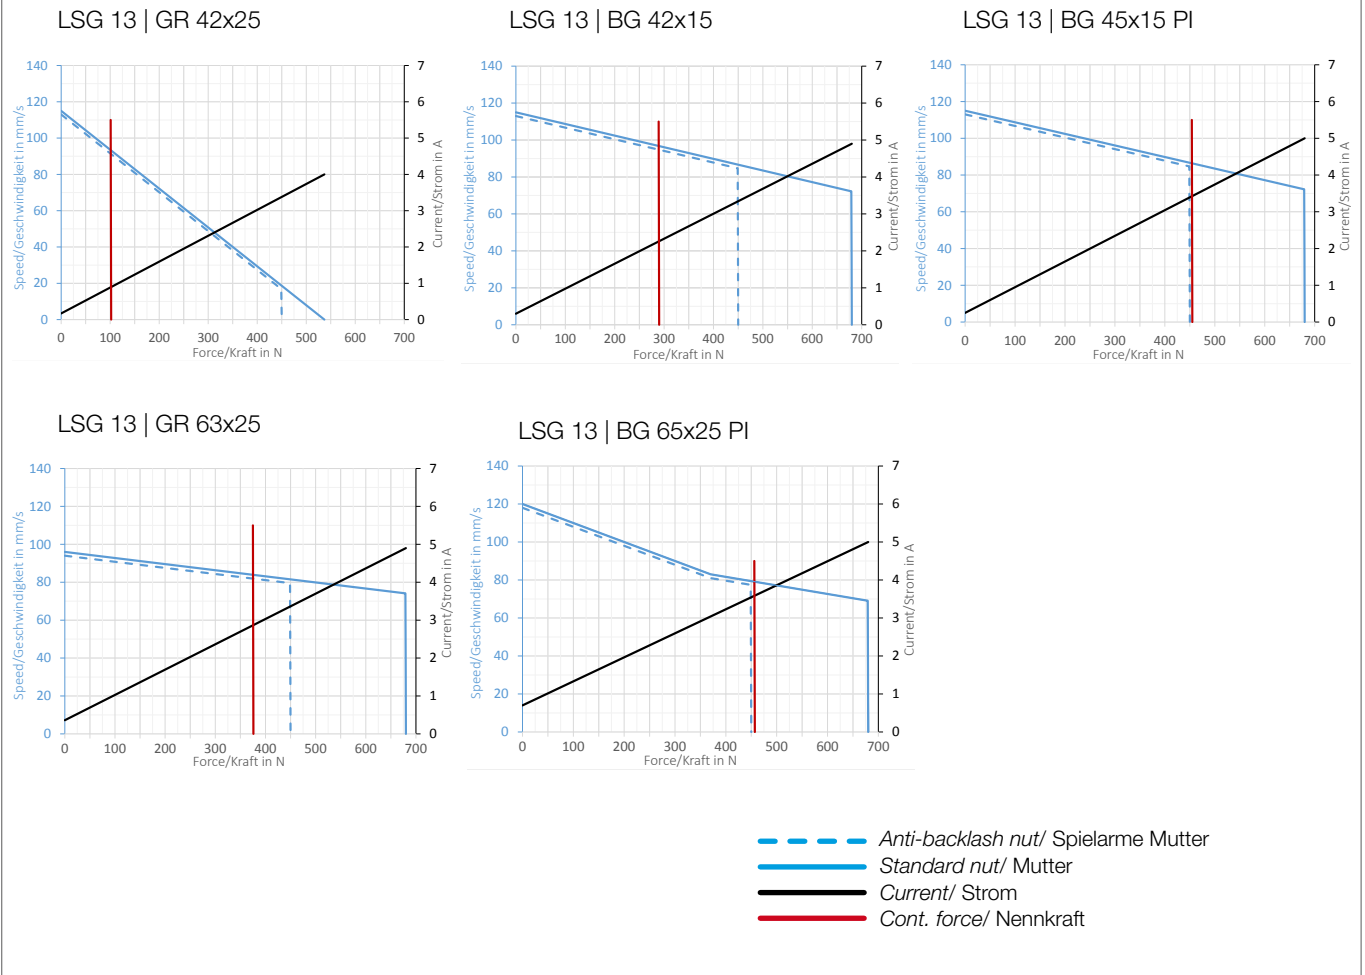 LSG 13 | GR 42x25
LSG 13 | BG 42x15
LSG 13 | BG 45x15 PI
Speed/Geschwindigkeit in mm/s
140
120
100
80
60
40
20
0
0 100 200 300 400 500 600 700
Force/Kraft in N
7
6
5
4
3
2
1
0
Current/Strom in A
Speed/Geschwindigkeit in mm/s
140
120
100
80
60
40
20
0
0 100 200 300 400 500 600 700
Force/Kraft in N
7
6
5
4
3
2
1
0
Current/Strom in A
Speed/Geschwindigkeit in mm/s
140
120
100
80
60
40
20
0
0 100 200 300 400 500 600 700
Force/Kraft in N
7
6
5
4
3
2
1
0
Current/Strom in A
LSG 13 | GR 63x25
LSG 13 | BG 65x25 PI
Speed/Geschwindigkeit in mm/s
140
120
100
80
60
40
20
0
0 100 200 300 400 500 600 700
Force/Kraft in N
7
6
5
4
3
2
1
0
Current/Strom in A
Speed/Geschwindigkeit in mm/s
140
120
100
80
60
40
20
0
0 100 200 300 400 500 600 700
Force/Kraft in N
7
6
5
4
3
2
1
0
Current/Strom in A
Anti-backlash nut/ Spielarme Mutter
Standard nut/ Mutter
Current/ Strom
Cont. force/ Nennkraft